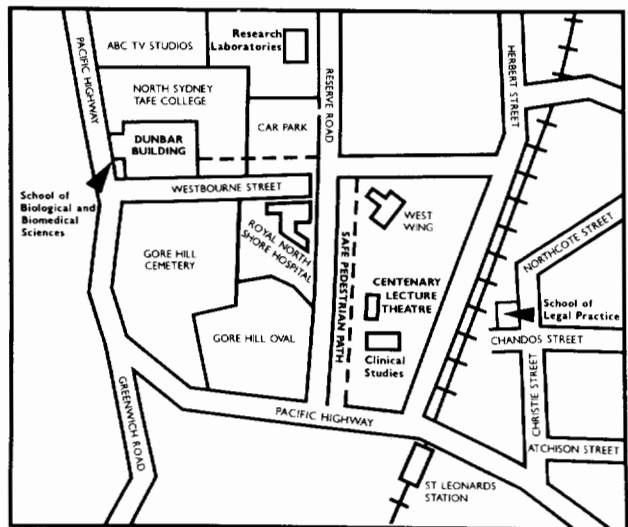 PACIFIC HIGHWAY
ABC TV STUDIOS
Research
Laboratories
NORTH SYDNEY
TAFE COLLEGE
DUNBAR
BUILDING
CAR PARK
RESERVE ROAD
HERBERT STREET
School of
Biological and
Biomedical
Sciences
WESTBOURNE STREET
GORE HILL
CEMETERY
ROYAL NORTH
SHORE HOSPITAL
WEST
WING
SAFE PEDESTRIAN PATH
CENTENARY
LECTURE
THEATRE
Clinical
Studies
NORTHCOTE STREET
School of
Legal Practice
CHANDOS STREET
GORE HILL OVAL
CHRISTIE STREET
GREENWICH ROAD
PACIFIC HIGHWAY
ATCHISON STREET
ST LEONARDS
STATION